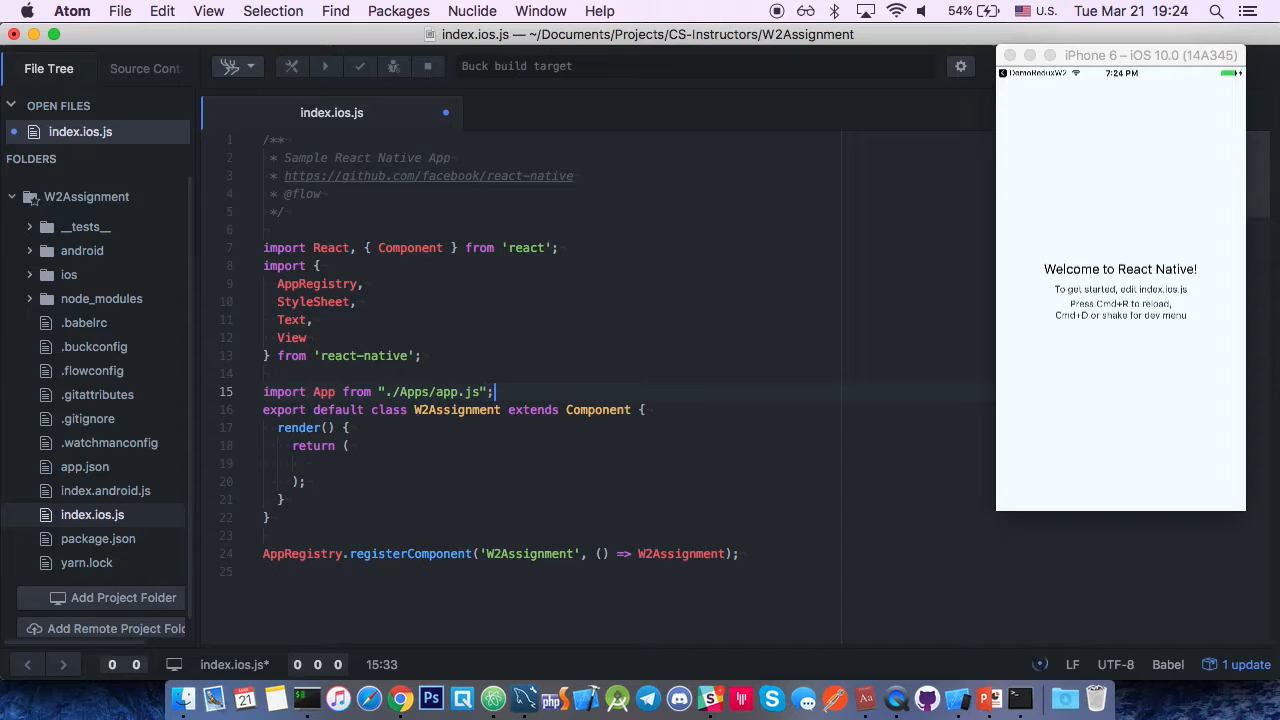 Atom File Edit View Selection Find Packages Nuclide Window Help 54% U.S. Tue Mar 21 19:24
index.ios.js — ~/Documents/Projects/CS-Instructors/W2Assignment
File Tree Source Cont
Buck build target
OPEN FILES
index.ios.js
FOLDERS
W2Assignment
__tests__
android
ios
node_modules
.babelrc
.buckconfig
.flowconfig
.gitattributes
.gitignore
.watchmanconfig
app.json
index.android.js
index.ios.js
package.json
yarn.lock
Add Project Folder
Add Remote Project Fold
index.ios.js
1 /**
2 * Sample React Native App
3 * https://github.com/facebook/react-native
4 * @flow
5 */
6
7 import React, { Component } from 'react';
8 import {
9 AppRegistry,
10 StyleSheet,
11 Text,
12 View
13 } from 'react-native';
14
15 import App from "./Apps/app.js";
16 export default class W2Assignment extends Component {
17 render() {
18 return (
19
20 );
21 }
22 }
23
24 AppRegistry.registerComponent('W2Assignment', () => W2Assignment);
25
iPhone 6 – iOS 10.0 (14A345)
DemoReduxW2 7:24 PM
Welcome to React Native!
To get started, edit index.ios.js
Press Cmd+R to reload,
Cmd+D or shake for dev menu
0 0 index.ios.js* 0 0 0 15:33 LF UTF-8 Babel 1 update
21 Ps php